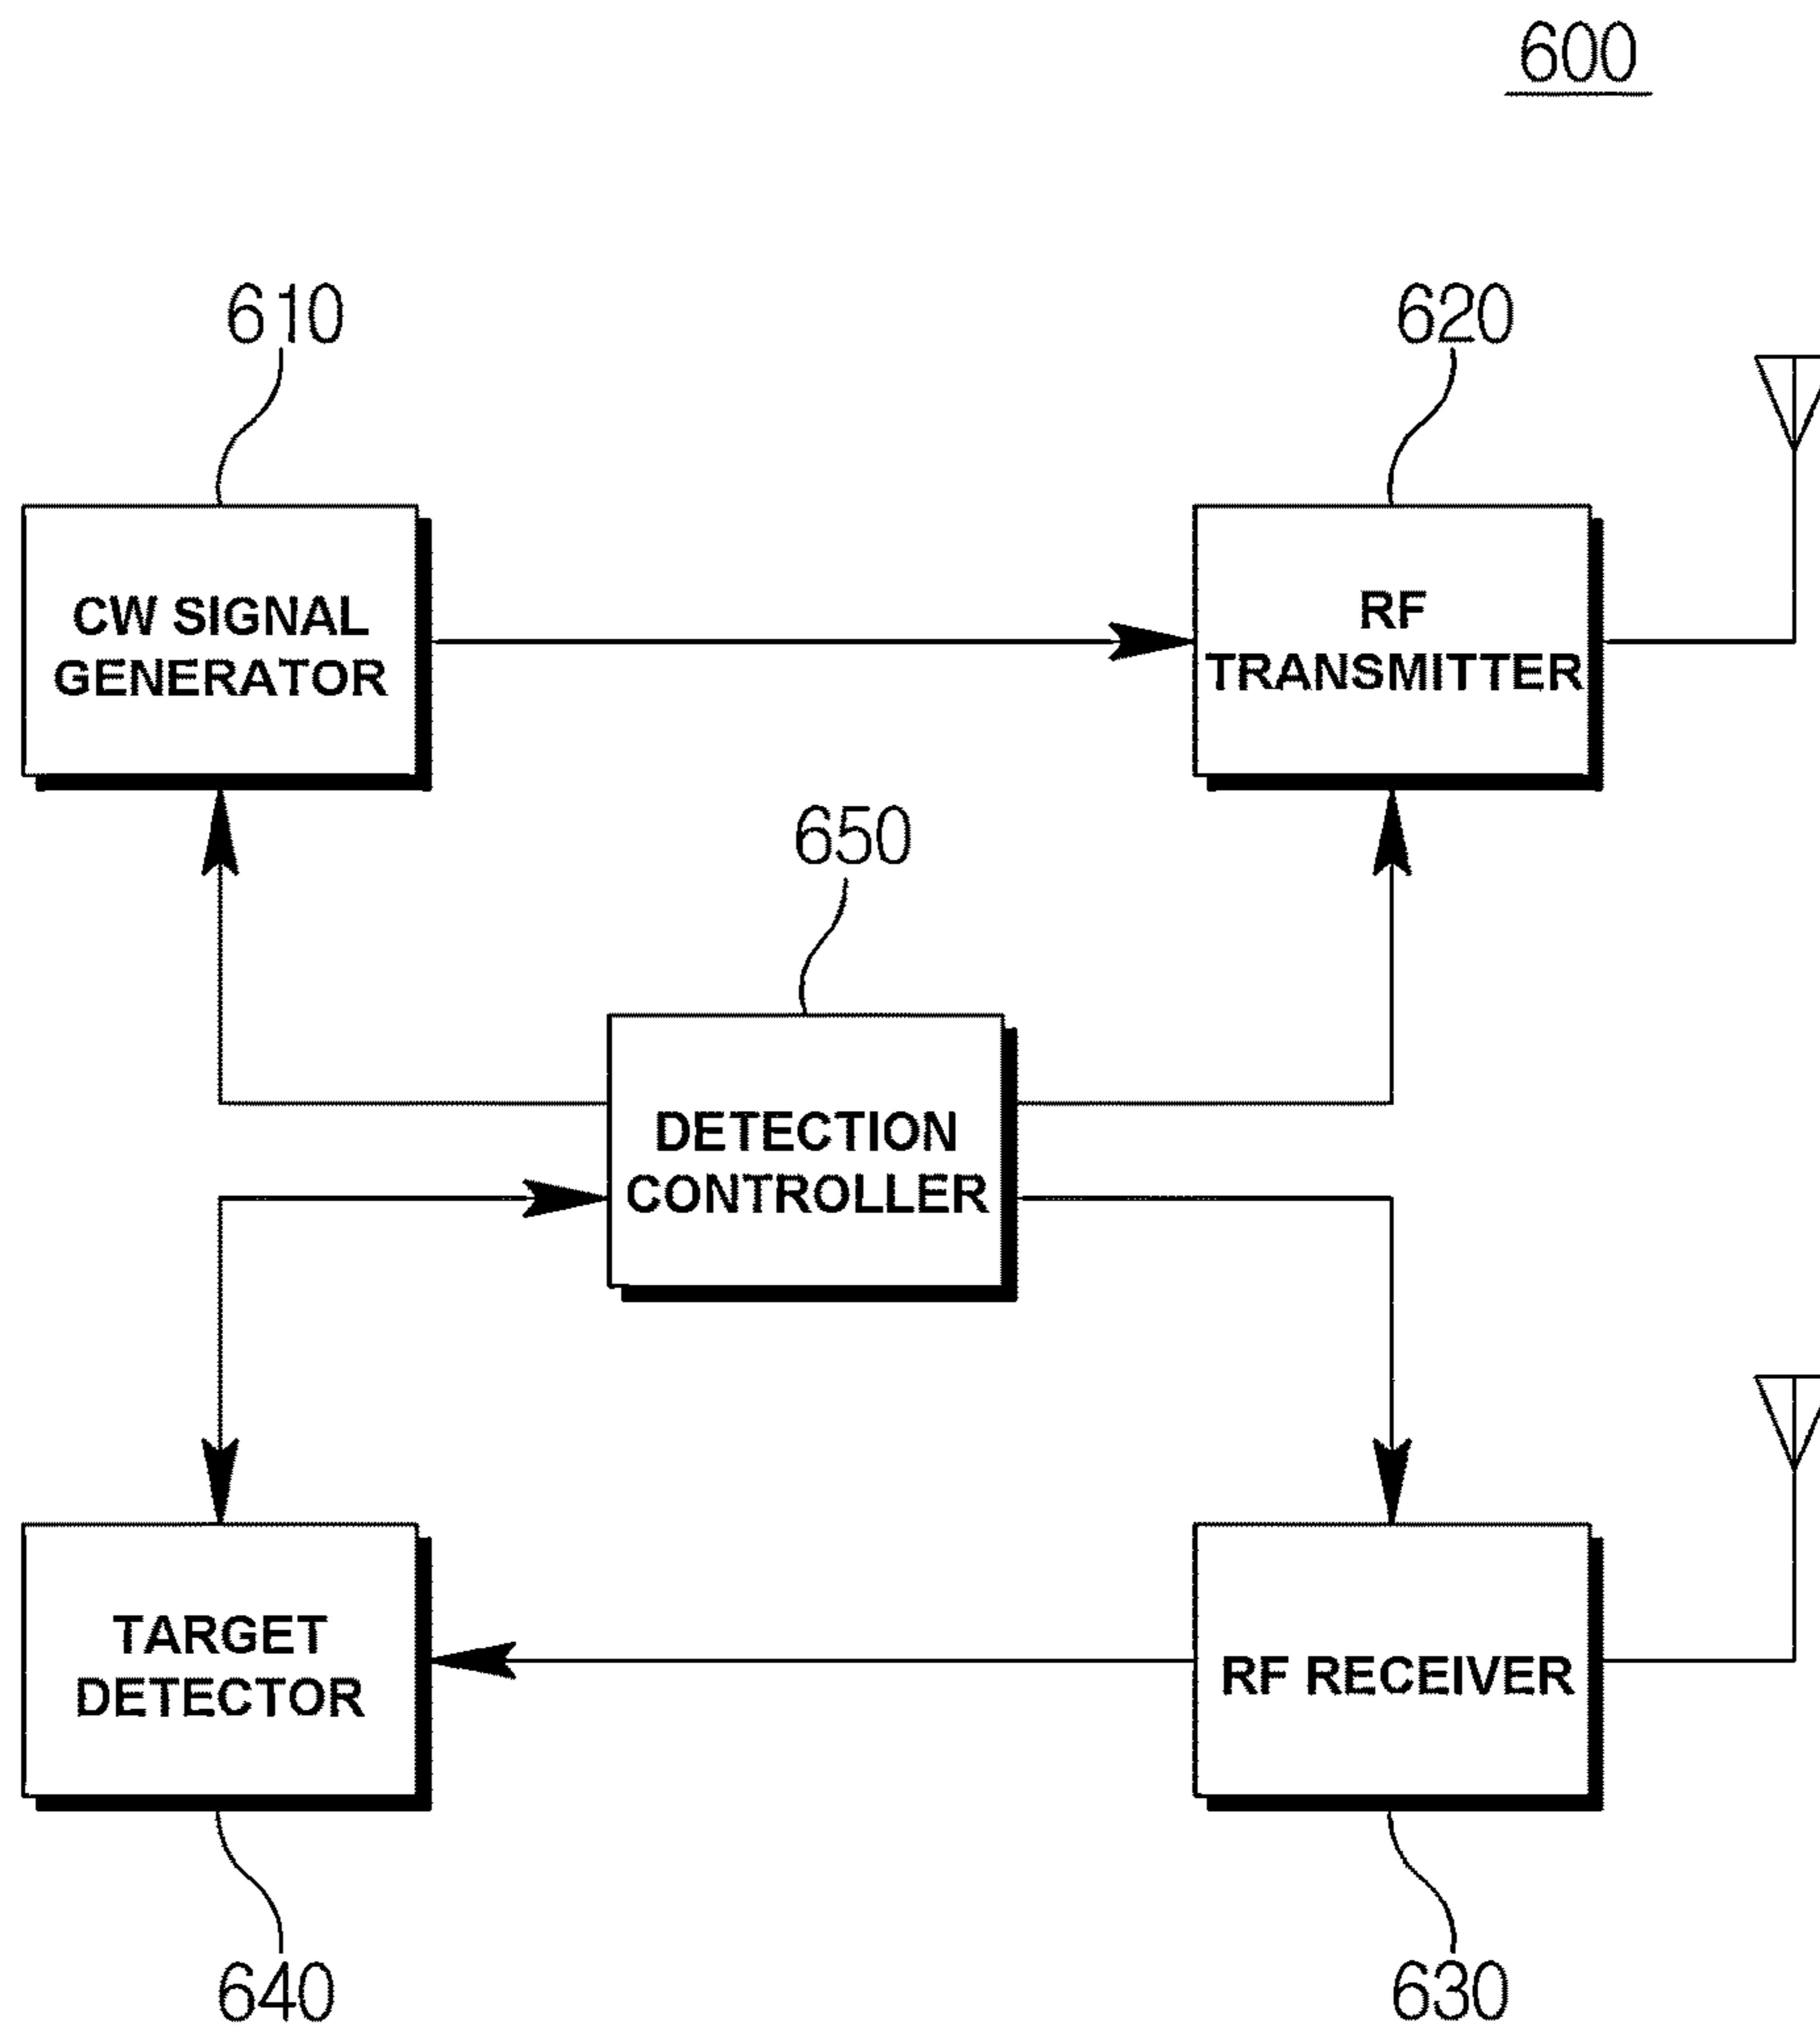 600
610
620
CW SIGNAL
GENERATOR
RF
TRANSMITTER
650
DETECTION
CONTROLLER
TARGET
DETECTOR
RF RECEIVER
640
630